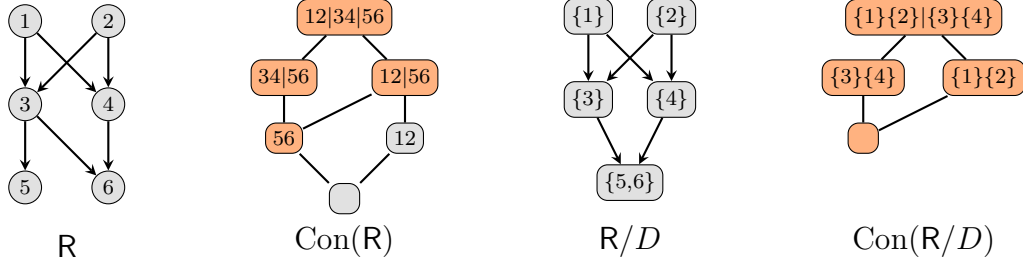 1 2
3 4
5 6
R
12|34|56
34|56 12|56
56 12
Con(R)
{1} {2}
{3} {4}
{5,6}
R/D
{1}{2}|{3}{4}
{3}{4} {1}{2}
Con(R/D)